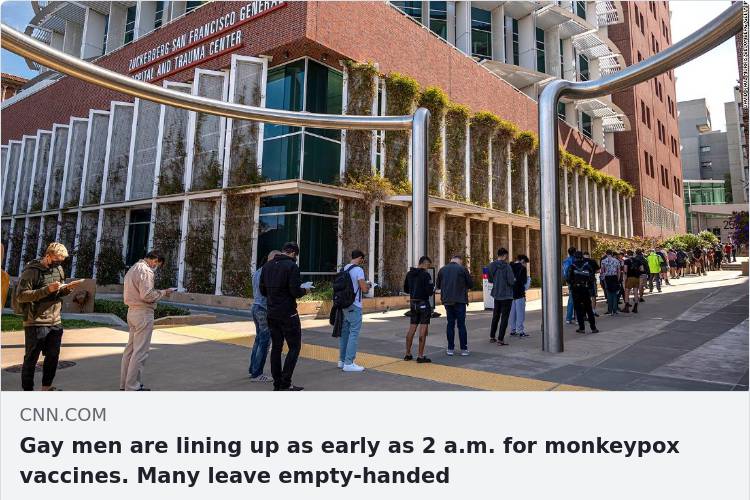 ZUCKERBERG SAN FRANCISCO GENERAL
HOSPITAL AND TRAUMA CENTER
CNN.COM
Gay men are lining up as early as 2 a.m. for monkeypox
vaccines. Many leave empty-handed